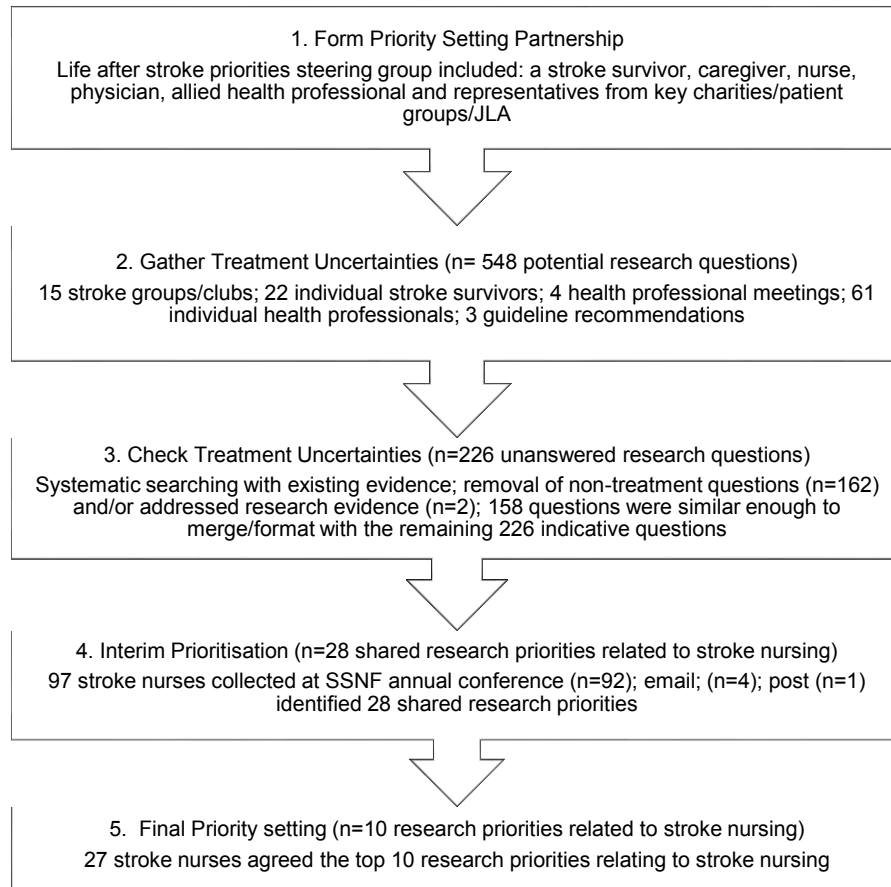 1. Form Priority Setting Partnership
Life after stroke priorities steering group included: a stroke survivor, caregiver, nurse,
physician, allied health professional and representatives from key charities/patient
groups/JLA
2. Gather Treatment Uncertainties (n= 548 potential research questions)
15 stroke groups/clubs; 22 individual stroke survivors; 4 health professional meetings; 61
individual health professionals; 3 guideline recommendations
3. Check Treatment Uncertainties (n=226 unanswered research questions)
Systematic searching with existing evidence; removal of non-treatment questions (n=162)
and/or addressed research evidence (n=2); 158 questions were similar enough to
merge/format with the remaining 226 indicative questions
4. Interim Prioritisation (n=28 shared research priorities related to stroke nursing)
97 stroke nurses collected at SSNF annual conference (n=92); email; (n=4); post (n=1)
identified 28 shared research priorities
5. Final Priority setting (n=10 research priorities related to stroke nursing)
27 stroke nurses agreed the top 10 research priorities relating to stroke nursing